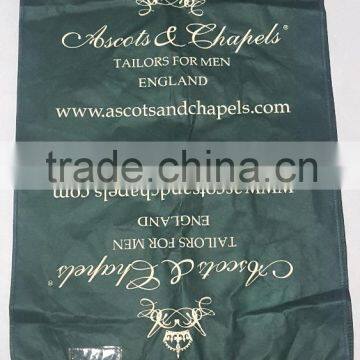 Ascots & Chapels®
TAILORS FOR MEN
ENGLAND
www.ascotsandchapels.com
trade.china.cn
www.ascotsandchapels.com
ENGLAND
TAILORS FOR MEN
Ascots & Chapels®